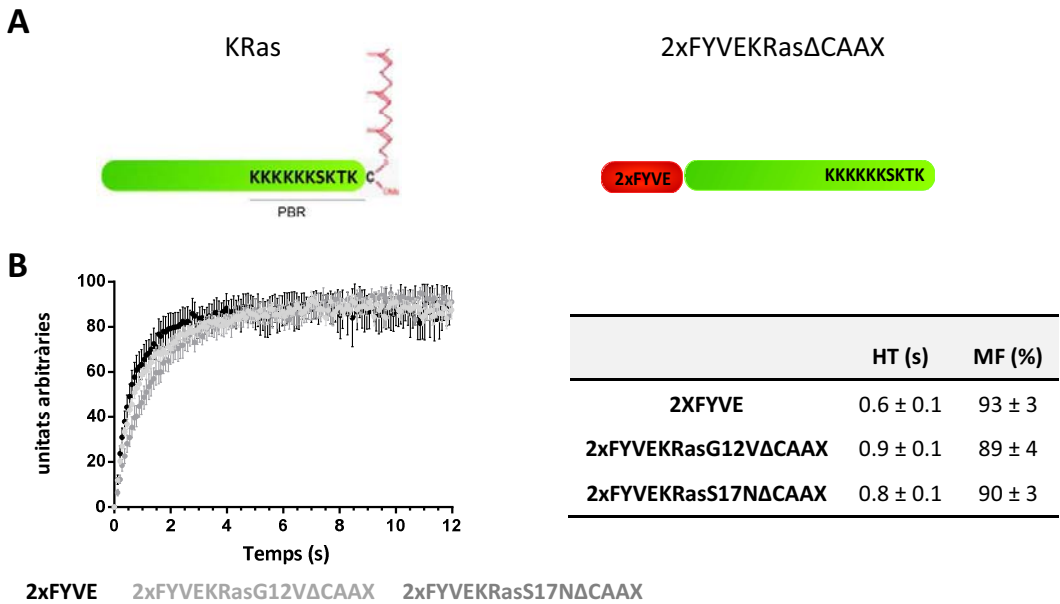 A
KRas
2xFYVEKRasΔCAAX
KKKKKKSKTK
C
OMe
PBR
2xFYVE
KKKKKKSKTK
B
100
80
60
40
20
0
unitats arbitràries
0 2 4 6 8 10 12
Temps (s)
HT (s) MF (%)
2XFYVE 0.6 ± 0.1 93 ± 3
2xFYVEKRasG12VΔCAAX 0.9 ± 0.1 89 ± 4
2xFYVEKRasS17NΔCAAX 0.8 ± 0.1 90 ± 3
2xFYVE 2xFYVEKRasG12VΔCAAX 2xFYVEKRasS17NΔCAAX